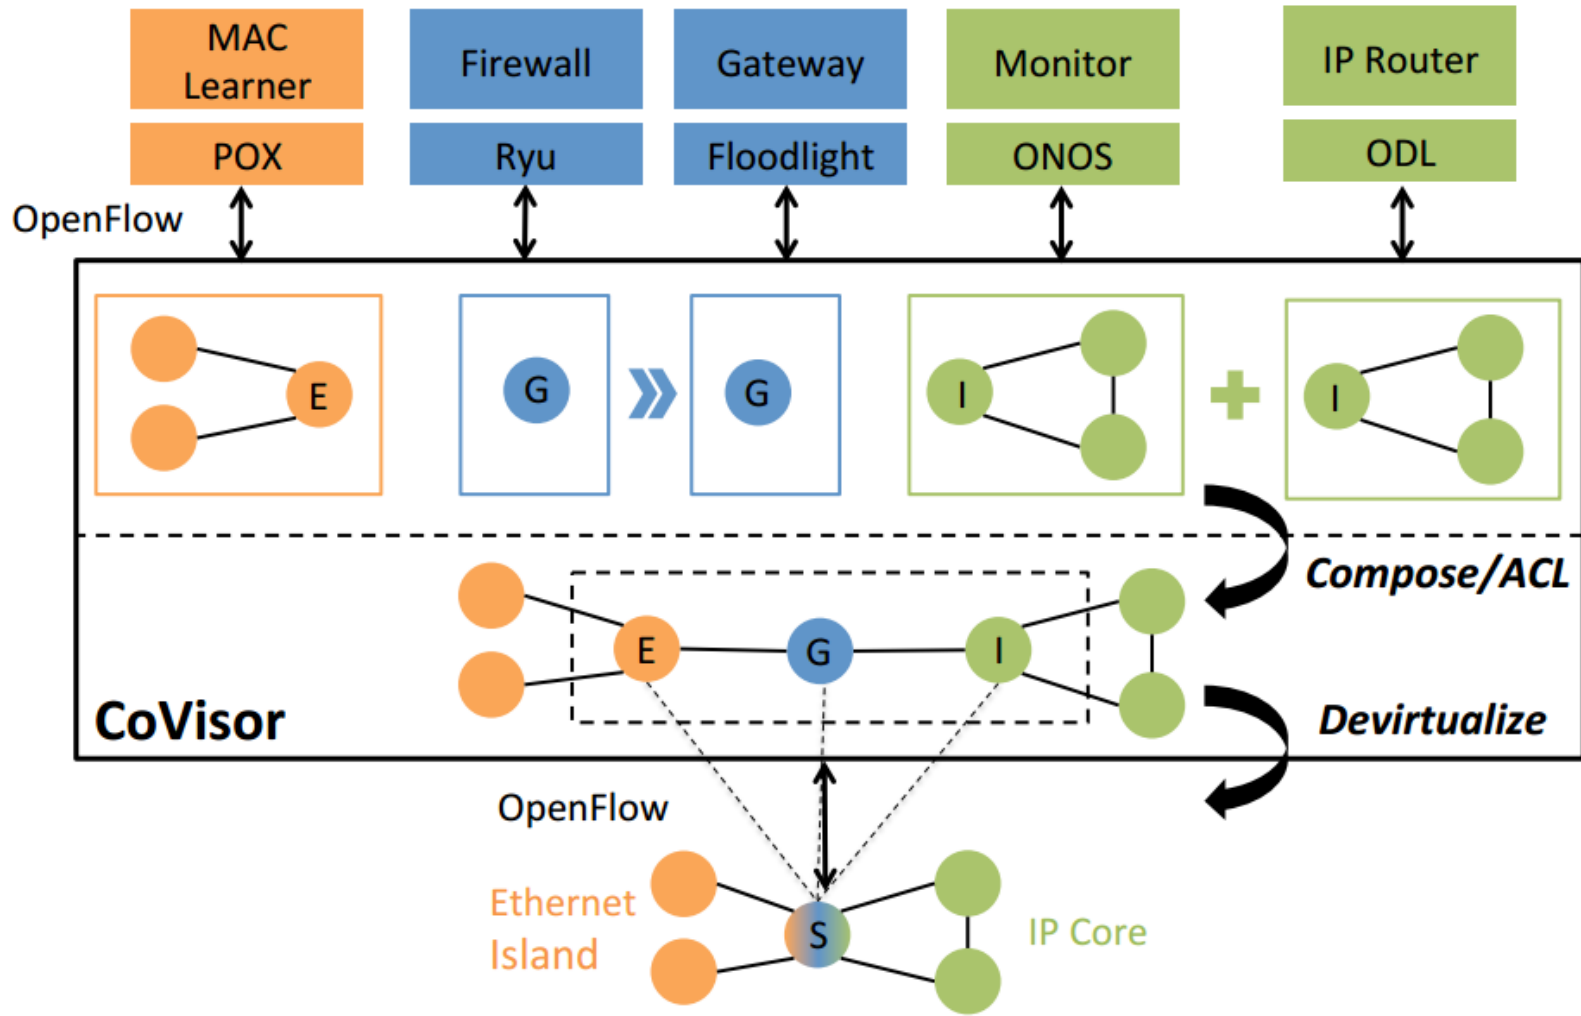 MAC
Learner
Firewall
Gateway
Monitor
IP Router
POX
Ryu
Floodlight
ONOS
ODL
OpenFlow
E
G
G
I
I
Compose/ACL
E
G
I
CoVisor
Devirtualize
OpenFlow
Ethernet
Island
S
IP Core